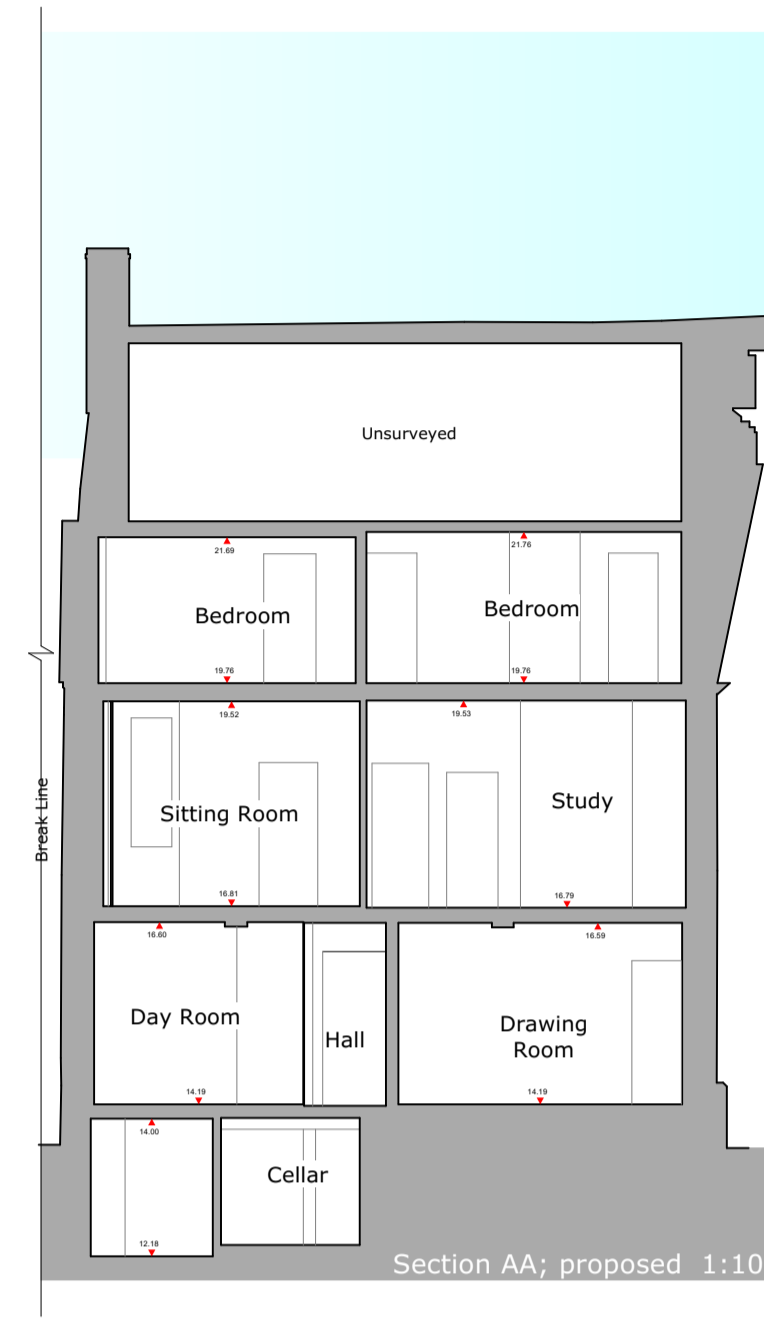 Unsurveyed
21.69
21.76
Bedroom
Bedroom
19.76
19.76
19.52
19.53
Sitting Room
Study
Break Line
16.81
16.79
16.60
16.59
Day Room
Hall
Drawing
Room
14.19
14.19
14.00
Cellar
12.18
Section AA; proposed 1:10